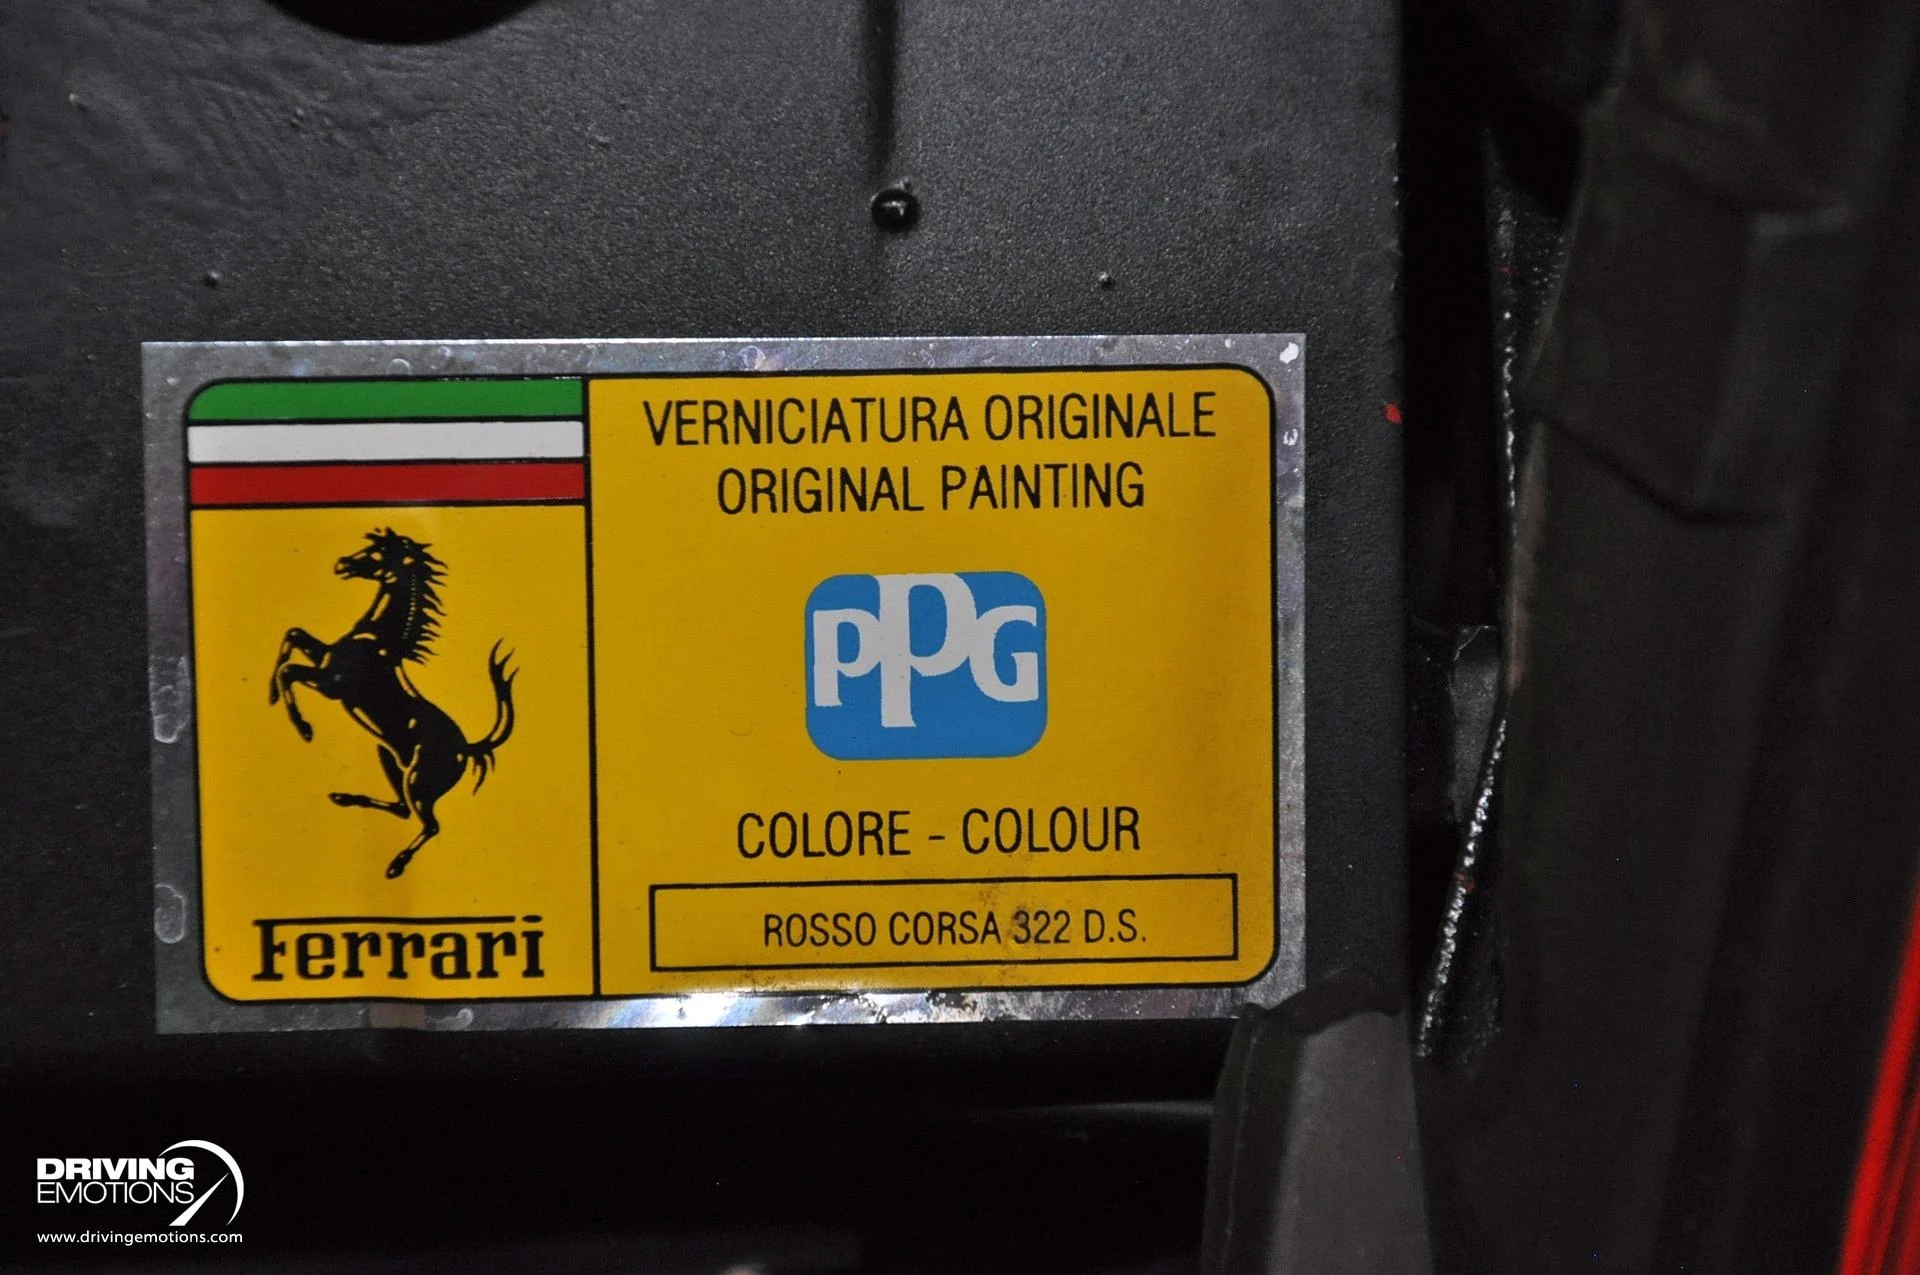 VERNICIATURA ORIGINALE
ORIGINAL PAINTING
PPG
COLORE - COLOUR
ROSSO CORSA 322 D.S.
Ferrari
DRIVING
EMOTIONS
www.drivingemotions.com